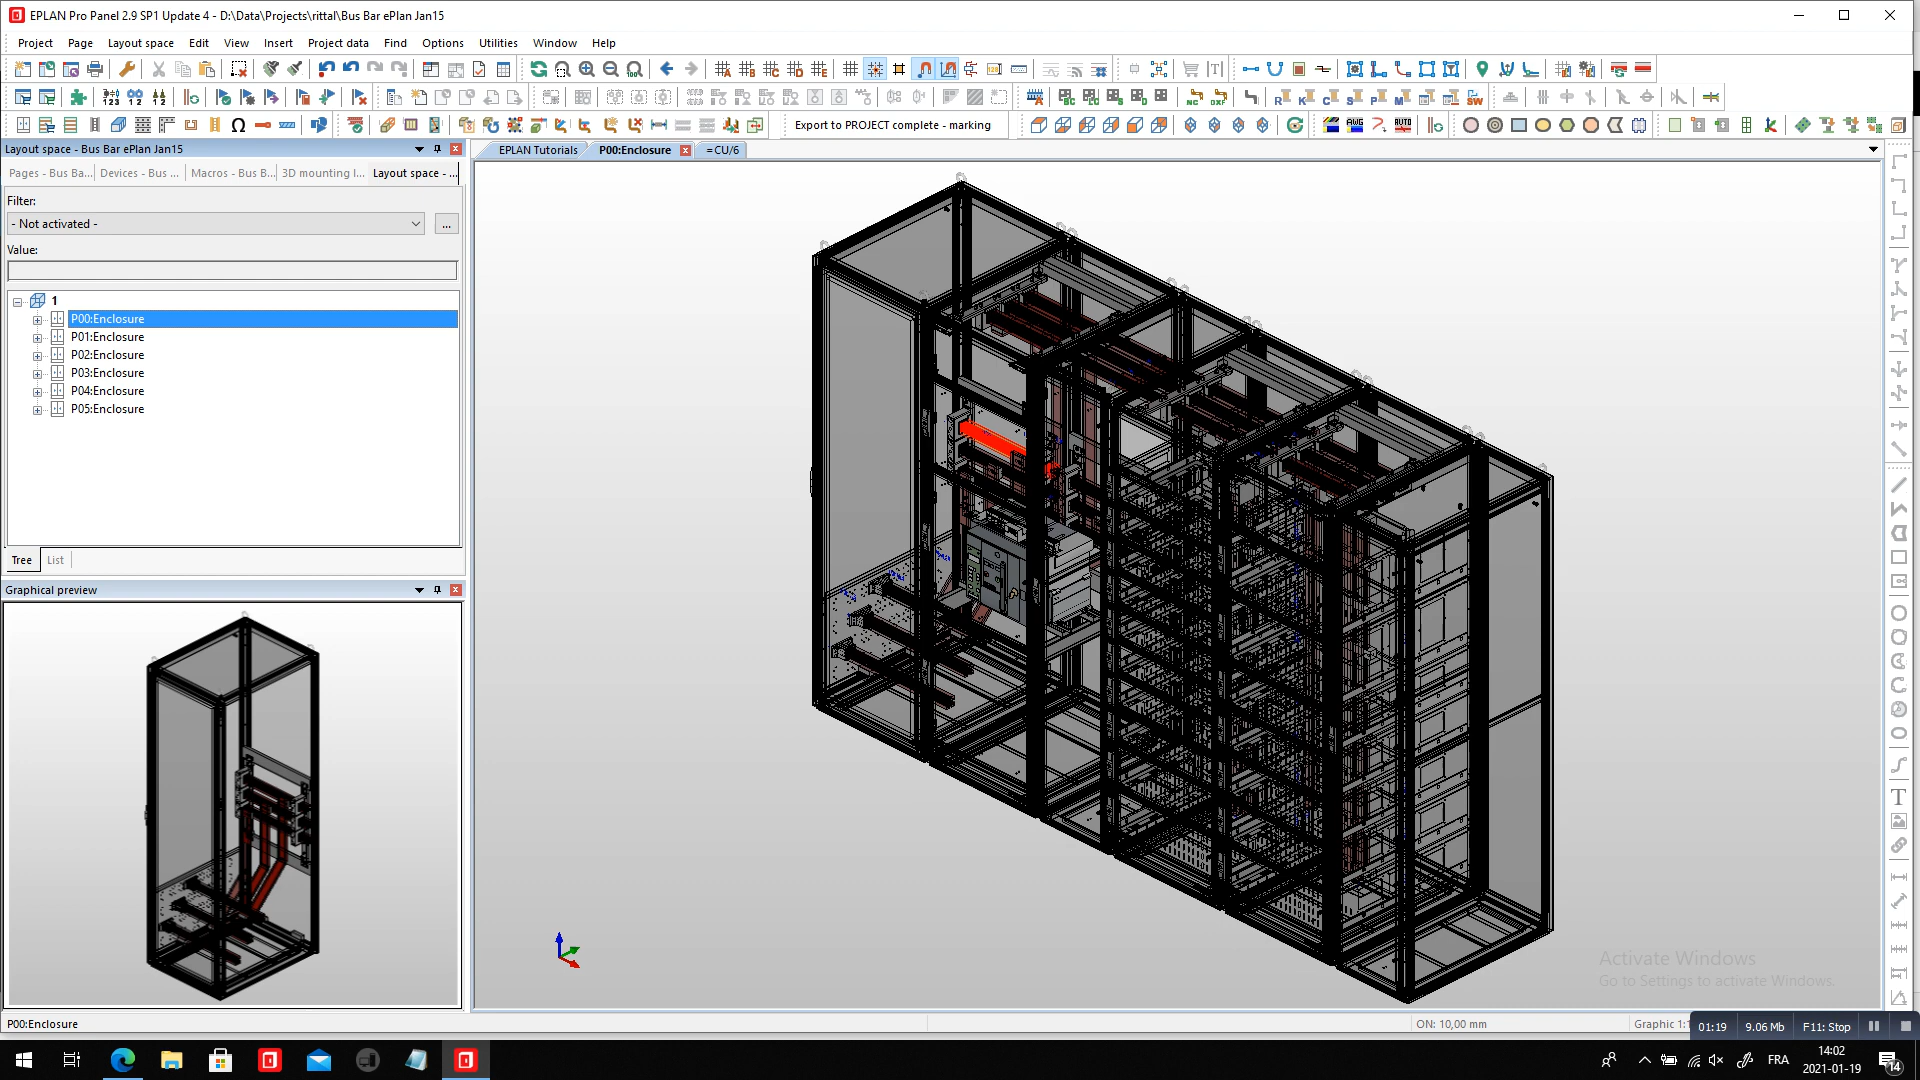 EPLAN Pro Panel 2.9 SP1 Update 4 - D:\Data\Projects\rittal\Bus Bar ePlan Jan15
Project Page Layout space Edit View Insert Project data Find Options Utilities Window Help
Export to PROJECT complete - marking
Layout space - Bus Bar ePlan Jan15
Pages - Bus Ba... Devices - Bus ... Macros - Bus B... 3D mounting l... Layout space - ...
EPLAN Tutorials P00:Enclosure =CU/6
Filter:
- Not activated -
...
Value:
1
P00:Enclosure
P01:Enclosure
P02:Enclosure
P03:Enclosure
P04:Enclosure
P05:Enclosure
Tree List
Graphical preview
Activate Windows
Go to Settings to activate Windows.
P00:Enclosure
ON: 10,00 mm
Graphic 1:1
01:19 9.06 Mb F11: Stop
FRA
14:02
2021-01-19
14